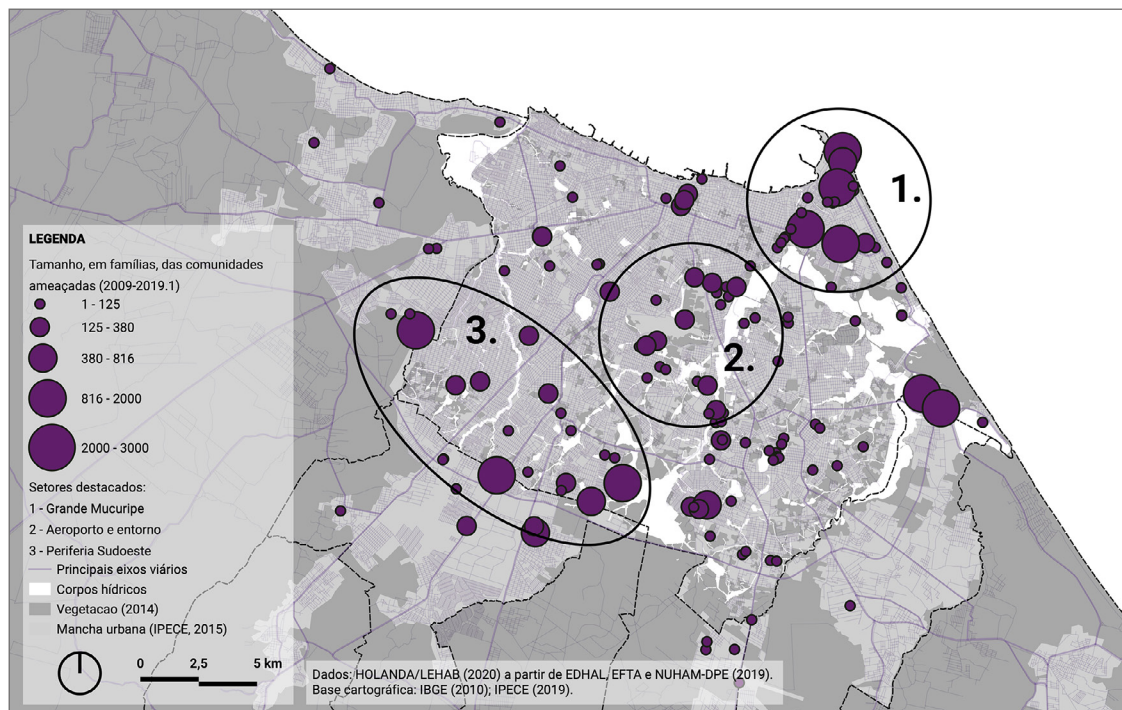 1.
2.
3.
LEGENDA
Tamanho, em famílias, das comunidades
ameaçadas (2009-2019.1)
1 - 125
125 - 380
380 - 816
816 - 2000
2000 - 3000
Setores destacados:
1 - Grande Mucuripe
2 - Aeroporto e entorno
3 - Periferia Sudoeste
Principais eixos viários
Corpos hídricos
Vegetacao (2014)
Mancha urbana (IPECE, 2015)
0 2,5 5 km
Dados: HOLANDA/LEHAB (2020) a partir de EDHAL, EFTA e NUHAM-DPE (2019).
Base cartográfica: IBGE (2010); IPECE (2019).